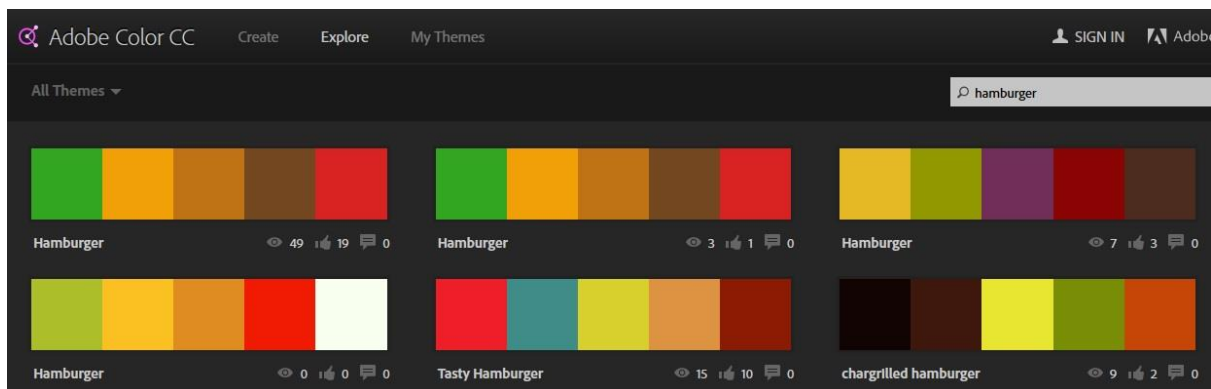 Adobe Color CC Create Explore My Themes SIGN IN Adobe
All Themes hamburger
Hamburger 49 19 0 Hamburger 3 1 0 Hamburger 7 3 0
Hamburger 0 0 0 Tasty Hamburger 15 10 0 chargrilled hamburger 9 2 0